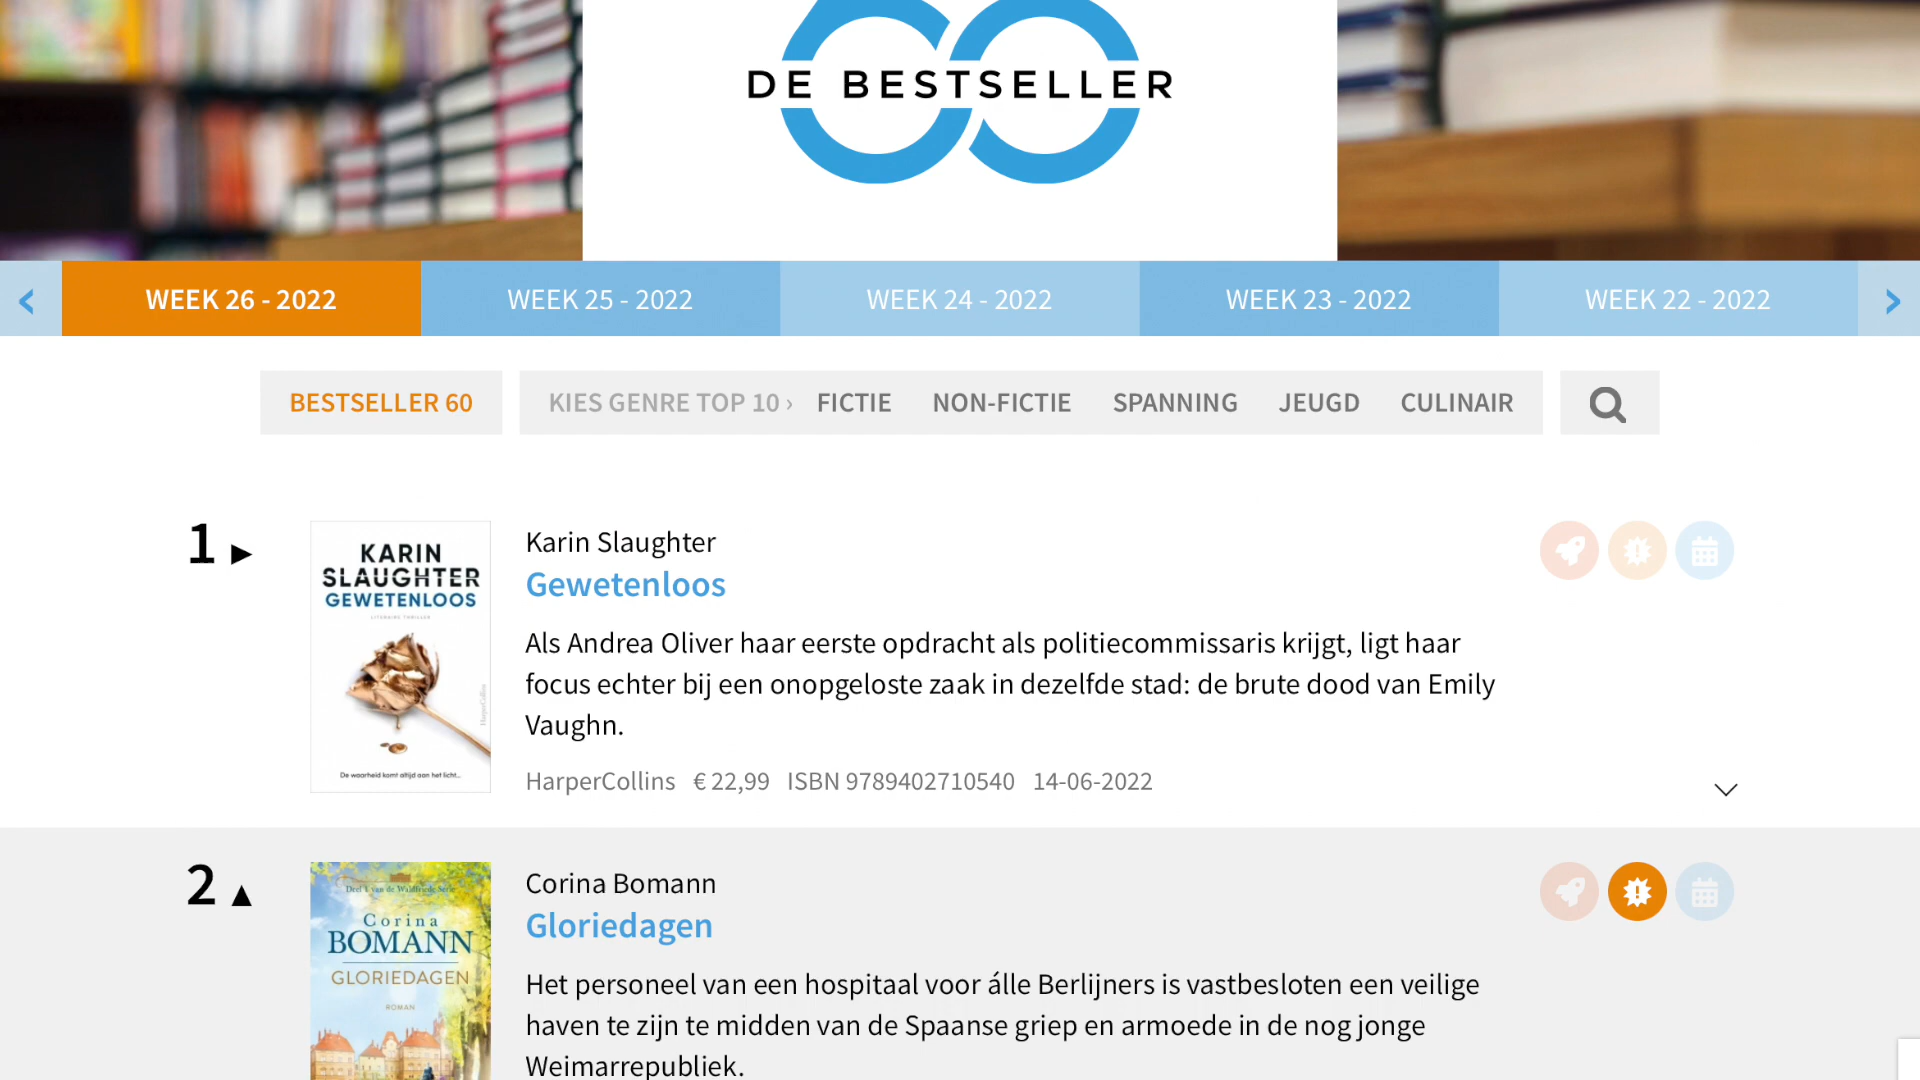 DE BESTSELLER
WEEK 26 - 2022
WEEK 25 - 2022
WEEK 24 - 2022
WEEK 23 - 2022
WEEK 22 - 2022
BESTSELLER 60
KIES GENRE TOP 10 ›
FICTIE
NON-FICTIE
SPANNING
JEUGD
CULINAIR
1
KARIN
SLAUGHTER
GEWETENLOOS
LITERAIRE THRILLER
HarperCollins
De waarheid komt altijd aan het licht...
Karin Slaughter
Gewetenloos
Als Andrea Oliver haar eerste opdracht als politiecommissaris krijgt, ligt haar
focus echter bij een onopgeloste zaak in dezelfde stad: de brute dood van Emily
Vaughn.
HarperCollins € 22,99 ISBN 9789402710540 14-06-2022
2
Deel 1 van de Waldfriede-Serie
Corina
BOMANN
GLORIEDAGEN
ROMAN
Corina Bomann
Gloriedagen
Het personeel van een hospitaal voor álle Berlijners is vastbesloten een veilige
haven te zijn te midden van de Spaanse griep en armoede in de nog jonge
Weimarrepubliek.